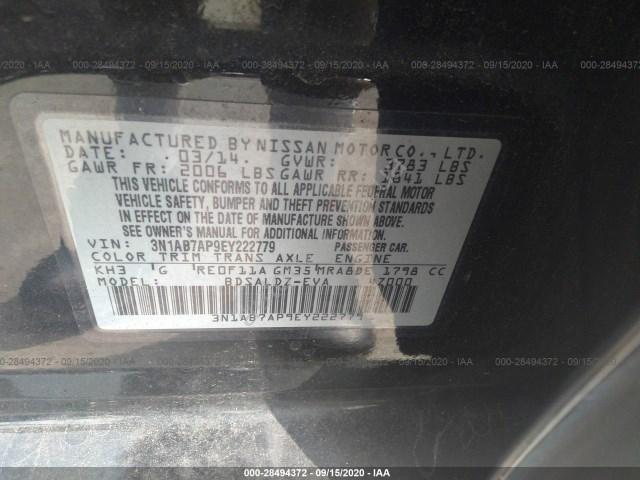 000-28494372 - 09/15/2020 - IAA
MANUFACTURED BY NISSAN MOTOR CO., LTD.
DATE: 03/14. GVWR: 3783 LBS
GAWR FR: 2006 LBS GAWR RR: 1841 LBS
THIS VEHICLE CONFORMS TO ALL APPLICABLE FEDERAL MOTOR
VEHICLE SAFETY, BUMPER AND THEFT PREVENTION STANDARDS
IN EFFECT ON THE DATE OF MANUFACTURE SHOWN ABOVE.
SEE OWNERS MANUAL FOR ADDITIONAL INFORMATION.
VIN: 3N1AB7AP9EY222779 PASSENGER CAR.
COLOR TRIM TRANS AXLE ENGINE
KH3 G RE0F11A GM35 MRA8DE 1798 CC
BDSALDZ-EVA 47000
3N1AB7AP9EY222779
000-28494372 - 09/15/2020 - IAA